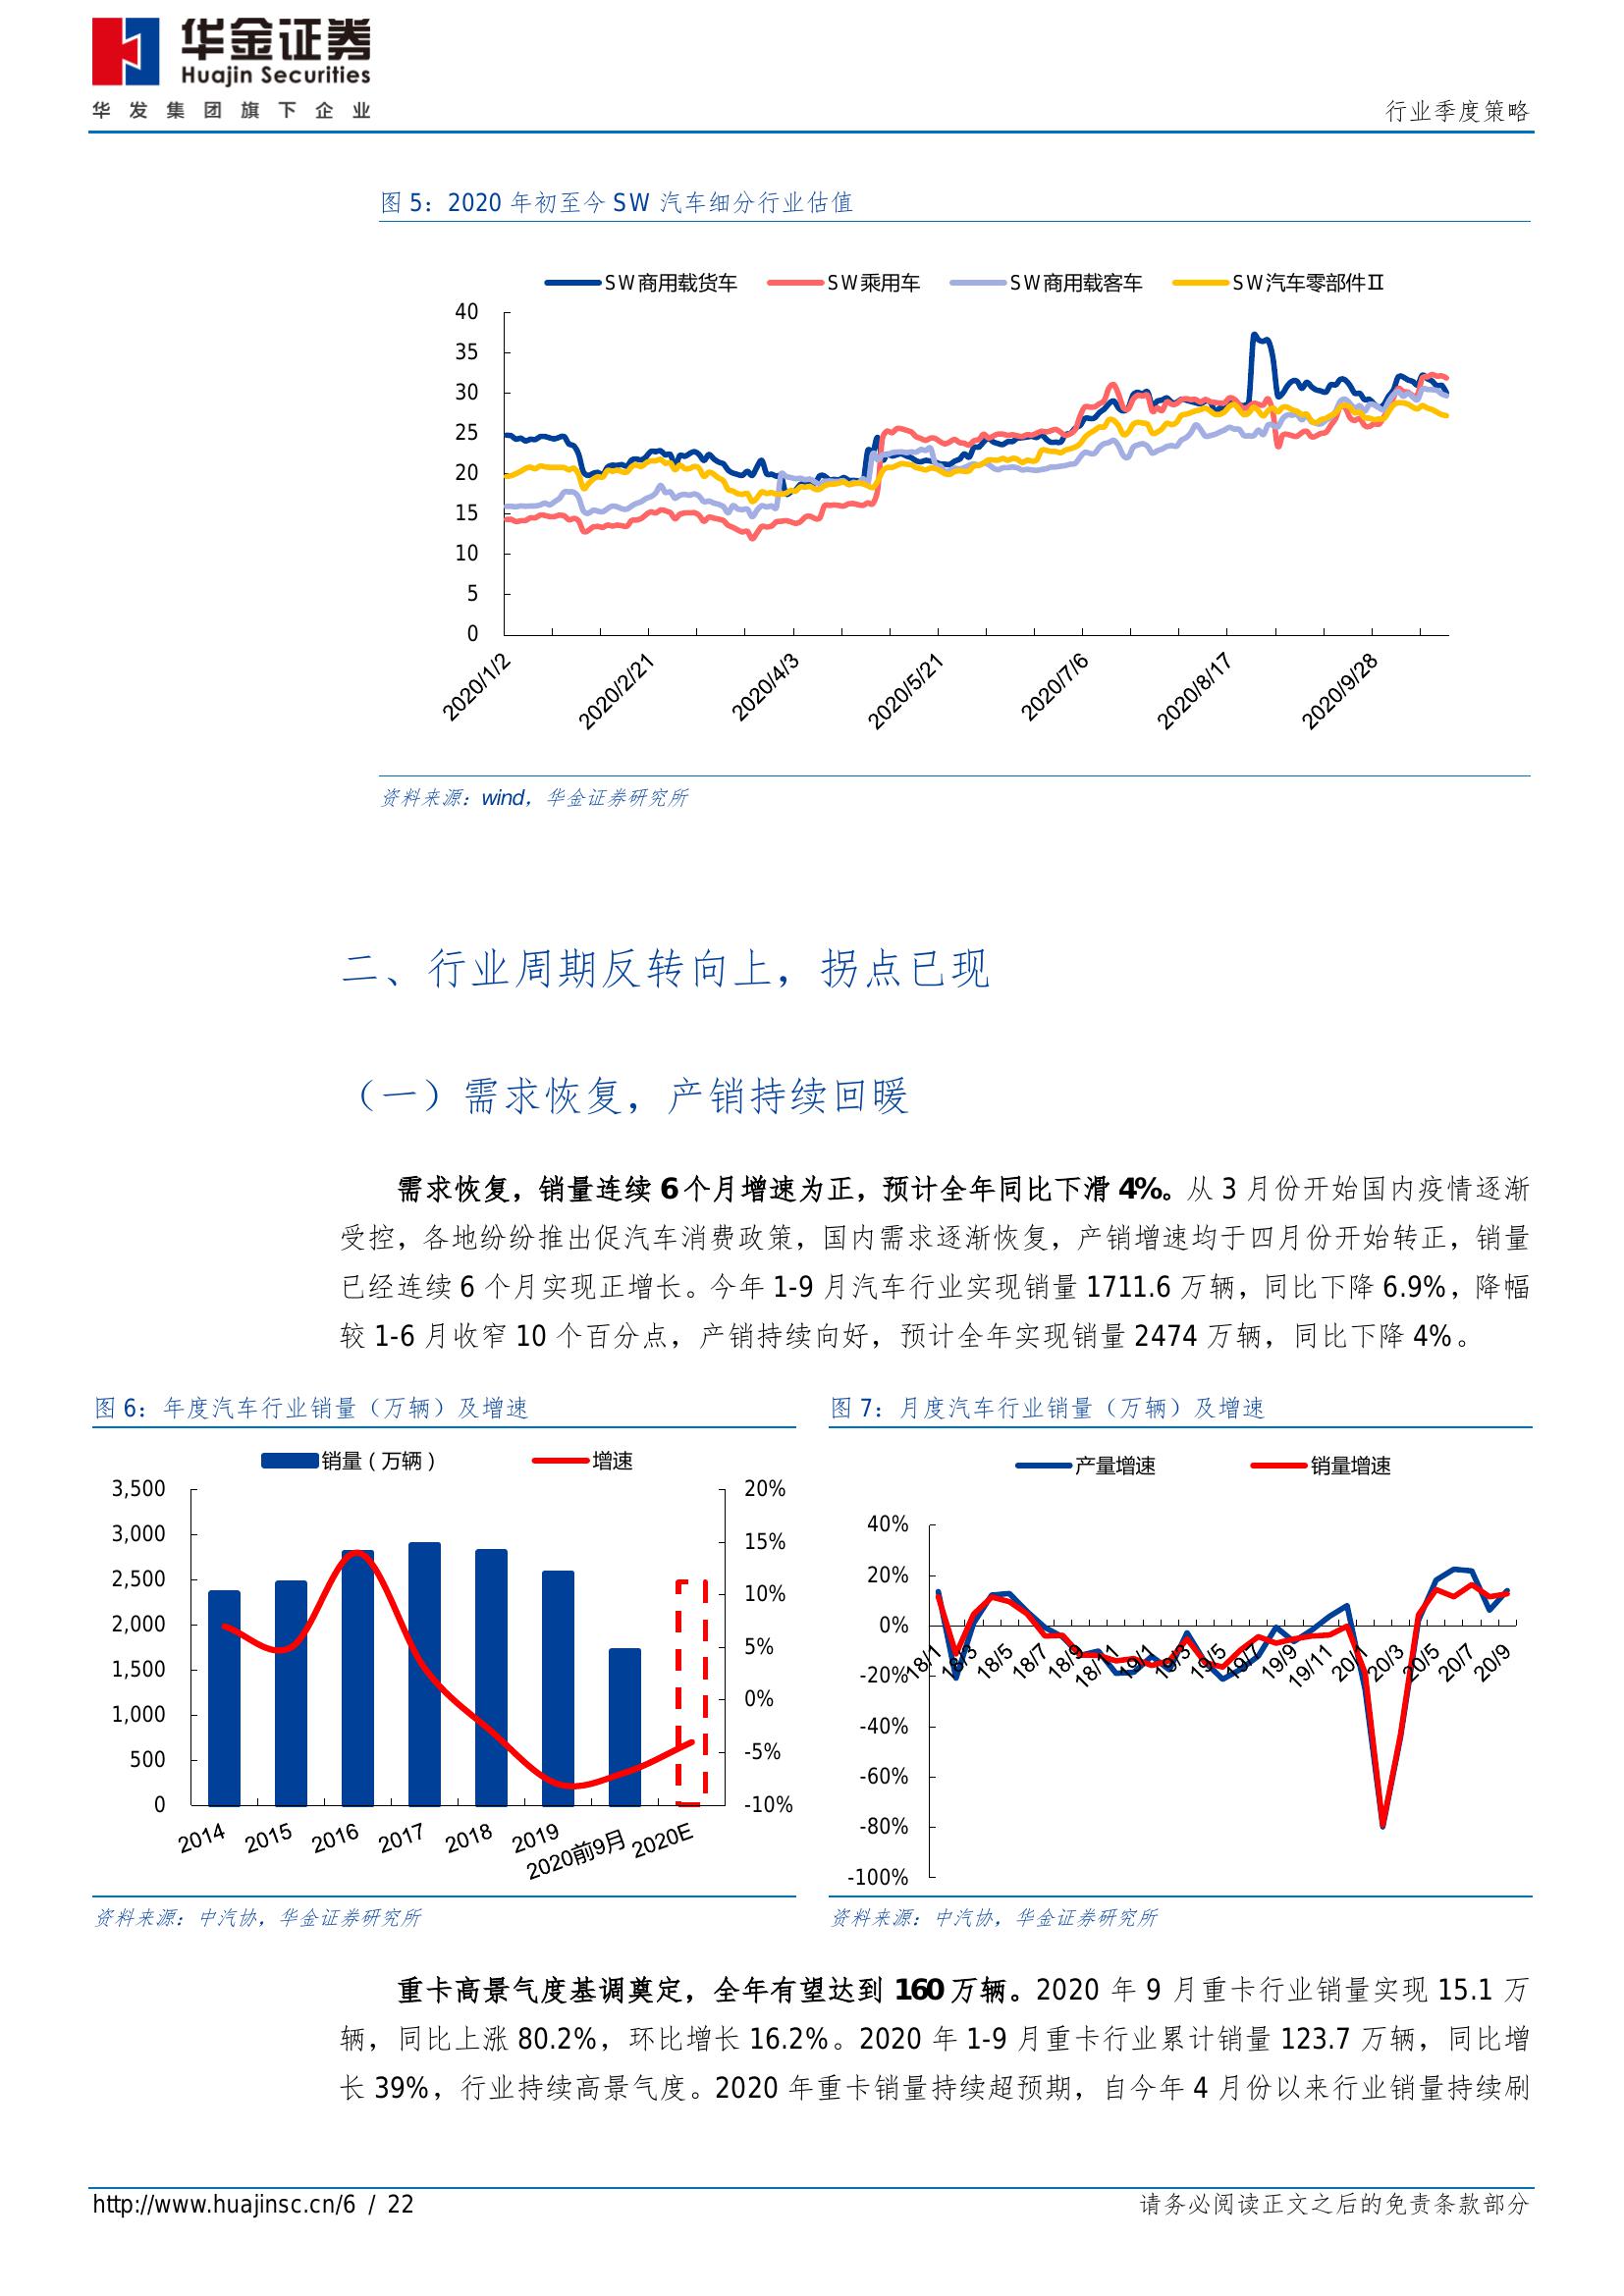 华金证券
Huajin Securities
华发集团旗下企业
行业季度策略
图 5：2020 年初至今 SW 汽车细分行业估值
SW商用载货车 SW乘用车 SW商用载客车 SW汽车零部件Ⅱ
40
35
30
25
20
15
10
5
0
2020/1/2 2020/2/21 2020/4/3 2020/5/21 2020/7/6 2020/8/17 2020/9/28
资料来源：wind，华金证券研究所
二、行业周期反转向上，拐点已现
（一）需求恢复，产销持续回暖
需求恢复，销量连续 6 个月增速为正，预计全年同比下滑 4%。从 3 月份开始国内疫情逐渐
受控，各地纷纷推出促汽车消费政策，国内需求逐渐恢复，产销增速均于四月份开始转正，销量
已经连续 6 个月实现正增长。今年 1-9 月汽车行业实现销量 1711.6 万辆，同比下降 6.9%，降幅
较 1-6 月收窄 10 个百分点，产销持续向好，预计全年实现销量 2474 万辆，同比下降 4%。
图 6：年度汽车行业销量（万辆）及增速
销量（万辆） 增速
3,500
3,000
2,500
2,000
1,500
1,000
500
0
20%
15%
10%
5%
0%
-5%
-10%
2014 2015 2016 2017 2018 2019 2020前9月 2020E
资料来源：中汽协，华金证券研究所
图 7：月度汽车行业销量（万辆）及增速
产量增速 销量增速
40%
20%
0%
-20%
-40%
-60%
-80%
-100%
18/1 18/3 18/5 18/7 18/9 18/11 19/1 19/3 19/5 19/7 19/9 19/11 20/1 20/3 20/5 20/7 20/9
资料来源：中汽协，华金证券研究所
重卡高景气度基调奠定，全年有望达到 160 万辆。2020 年 9 月重卡行业销量实现 15.1 万
辆，同比上涨 80.2%，环比增长 16.2%。2020 年 1-9 月重卡行业累计销量 123.7 万辆，同比增
长 39%，行业持续高景气度。2020 年重卡销量持续超预期，自今年 4 月份以来行业销量持续刷
http://www.huajinsc.cn/6 / 22
请务必阅读正文之后的免责条款部分